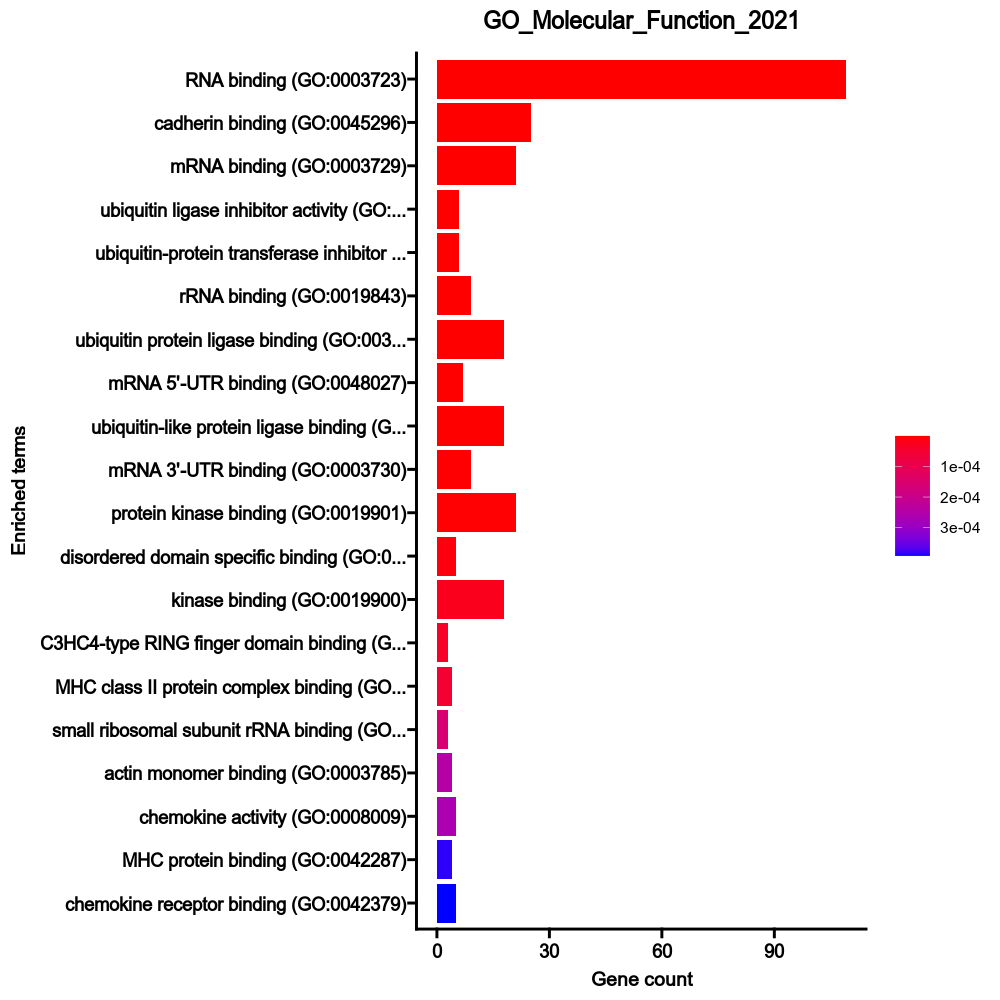 GO_Molecular_Function_2021
RNA binding (GO:0003723)
cadherin binding (GO:0045296)
mRNA binding (GO:0003729)
ubiquitin ligase inhibitor activity (GO:...
ubiquitin-protein transferase inhibitor ...
rRNA binding (GO:0019843)
ubiquitin protein ligase binding (GO:003...
mRNA 5'-UTR binding (GO:0048027)
ubiquitin-like protein ligase binding (G...
mRNA 3'-UTR binding (GO:0003730)
protein kinase binding (GO:0019901)
disordered domain specific binding (GO:0...
kinase binding (GO:0019900)
C3HC4-type RING finger domain binding (G...
MHC class II protein complex binding (GO...
small ribosomal subunit rRNA binding (GO...
actin monomer binding (GO:0003785)
chemokine activity (GO:0008009)
MHC protein binding (GO:0042287)
chemokine receptor binding (GO:0042379)
Enriched terms
0 30 60 90
Gene count
1e-04
2e-04
3e-04